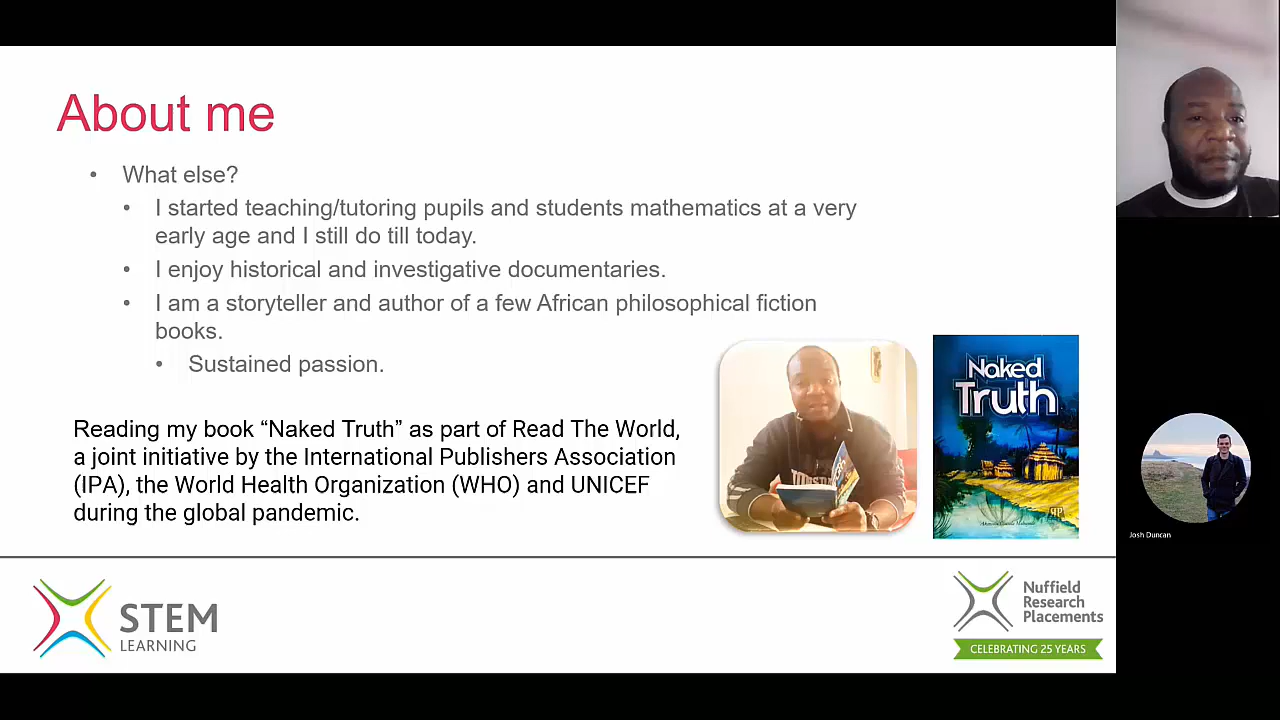 About me
• What else?
• I started teaching/tutoring pupils and students mathematics at a very
early age and I still do till today.
• I enjoy historical and investigative documentaries.
• I am a storyteller and author of a few African philosophical fiction
books.
• Sustained passion.
Reading my book “Naked Truth” as part of Read The World,
a joint initiative by the International Publishers Association
(IPA), the World Health Organization (WHO) and UNICEF
during the global pandemic.
Naked
Truth
Josh Duncan
STEM
LEARNING
Nuffield
Research
Placements
CELEBRATING 25 YEARS